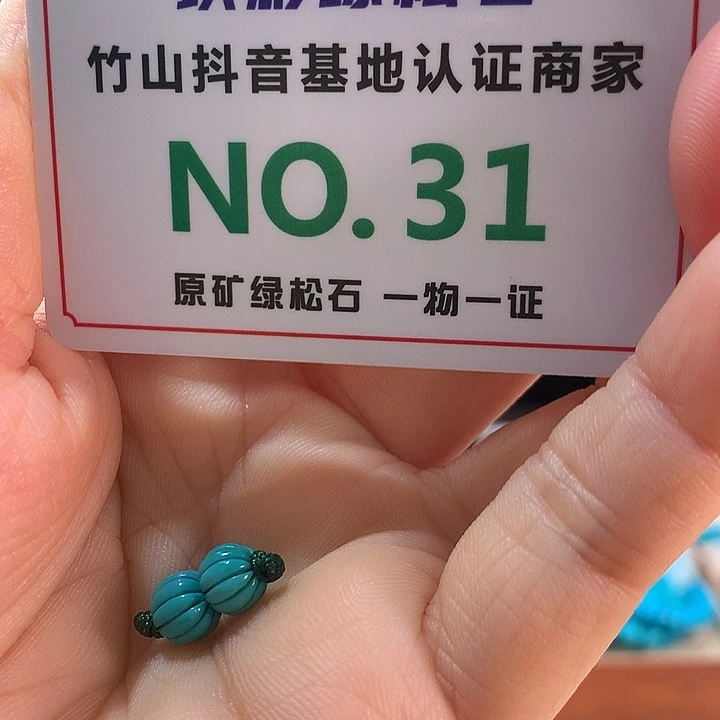 竹山抖音基地认证商家
NO.31
原矿绿松石 一物一证